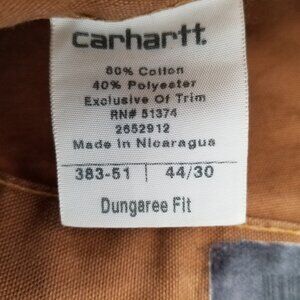 carhartt.
60% Cotton
40% Polyester
Exclusive Of Trim
RN# 51374
2652912
Made In Nicaragua
383-51 | 44/30
Dungaree Fit